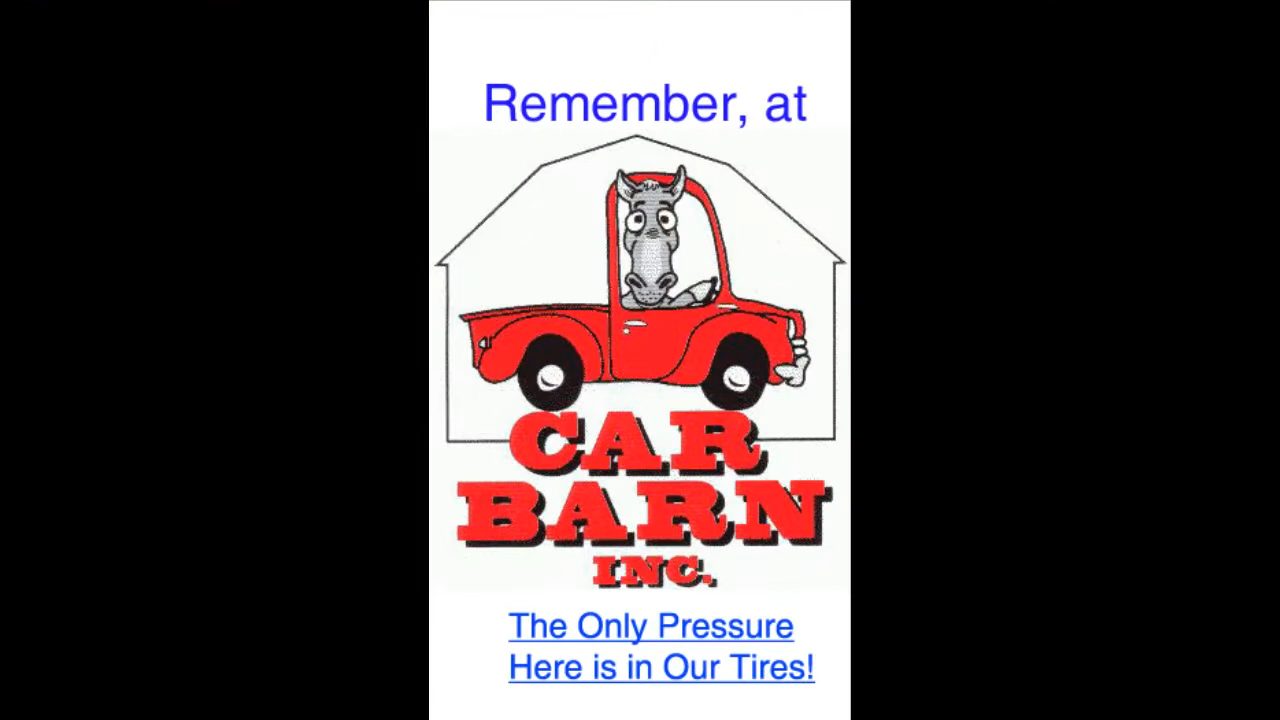 Remember, at
CAR
BARN
INC.
The Only Pressure
Here is in Our Tires!